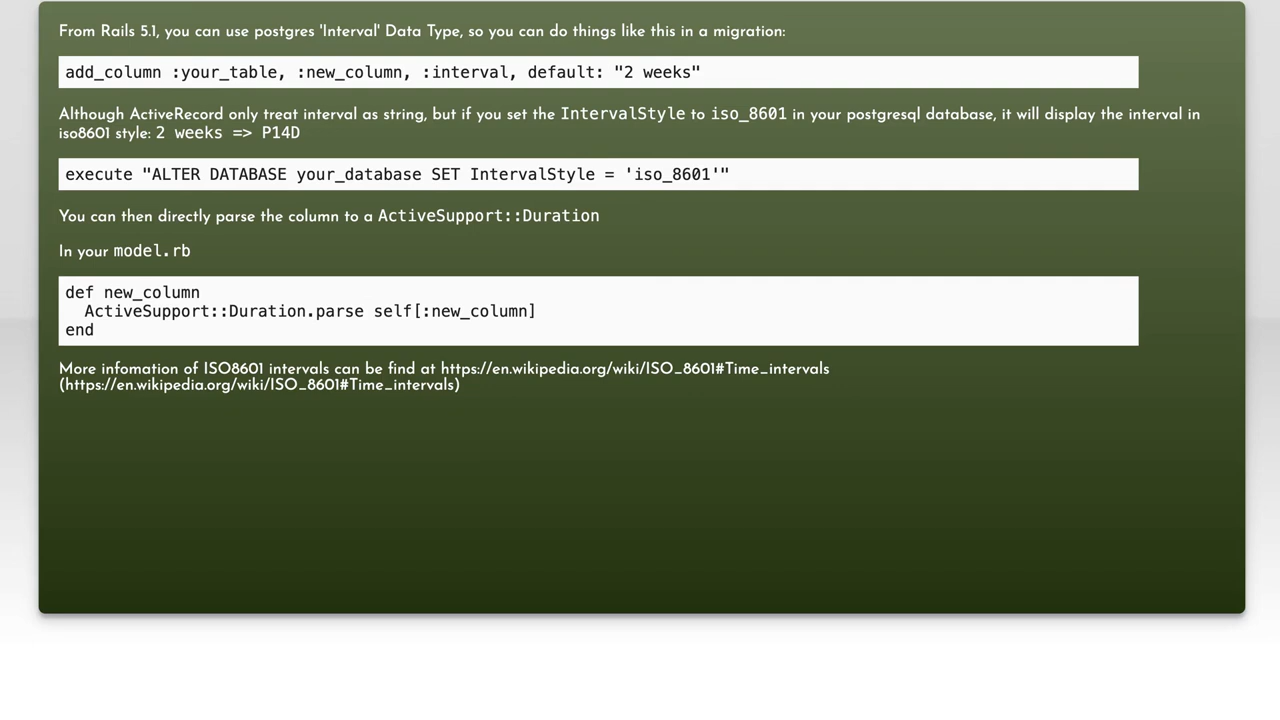 From Rails 5.1, you can use postgres 'Interval' Data Type, so you can do things like this in a migration:
add_column :your_table, :new_column, :interval, default: "2 weeks"
Although ActiveRecord only treat interval as string, but if you set the IntervalStyle to iso_8601 in your postgresql database, it will display the interval in
iso8601 style: 2 weeks => P14D
execute "ALTER DATABASE your_database SET IntervalStyle = 'iso_8601'"
You can then directly parse the column to a ActiveSupport::Duration
In your model.rb
def new_column
  ActiveSupport::Duration.parse self[:new_column]
end
More infomation of ISO8601 intervals can be find at https://en.wikipedia.org/wiki/ISO_8601#Time_intervals
(https://en.wikipedia.org/wiki/ISO_8601#Time_intervals)